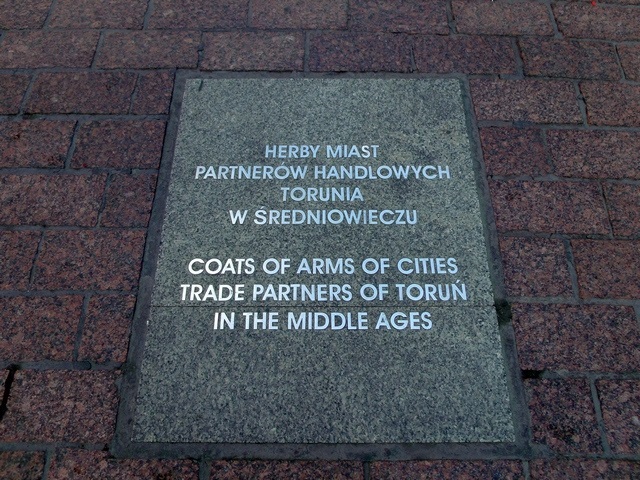 HERBY MIAST
PARTNERÓW HANDLOWYCH
TORUNIA
W ŚREDNIOWIECZU
COATS OF ARMS OF CITIES
TRADE PARTNERS OF TORUŃ
IN THE MIDDLE AGES